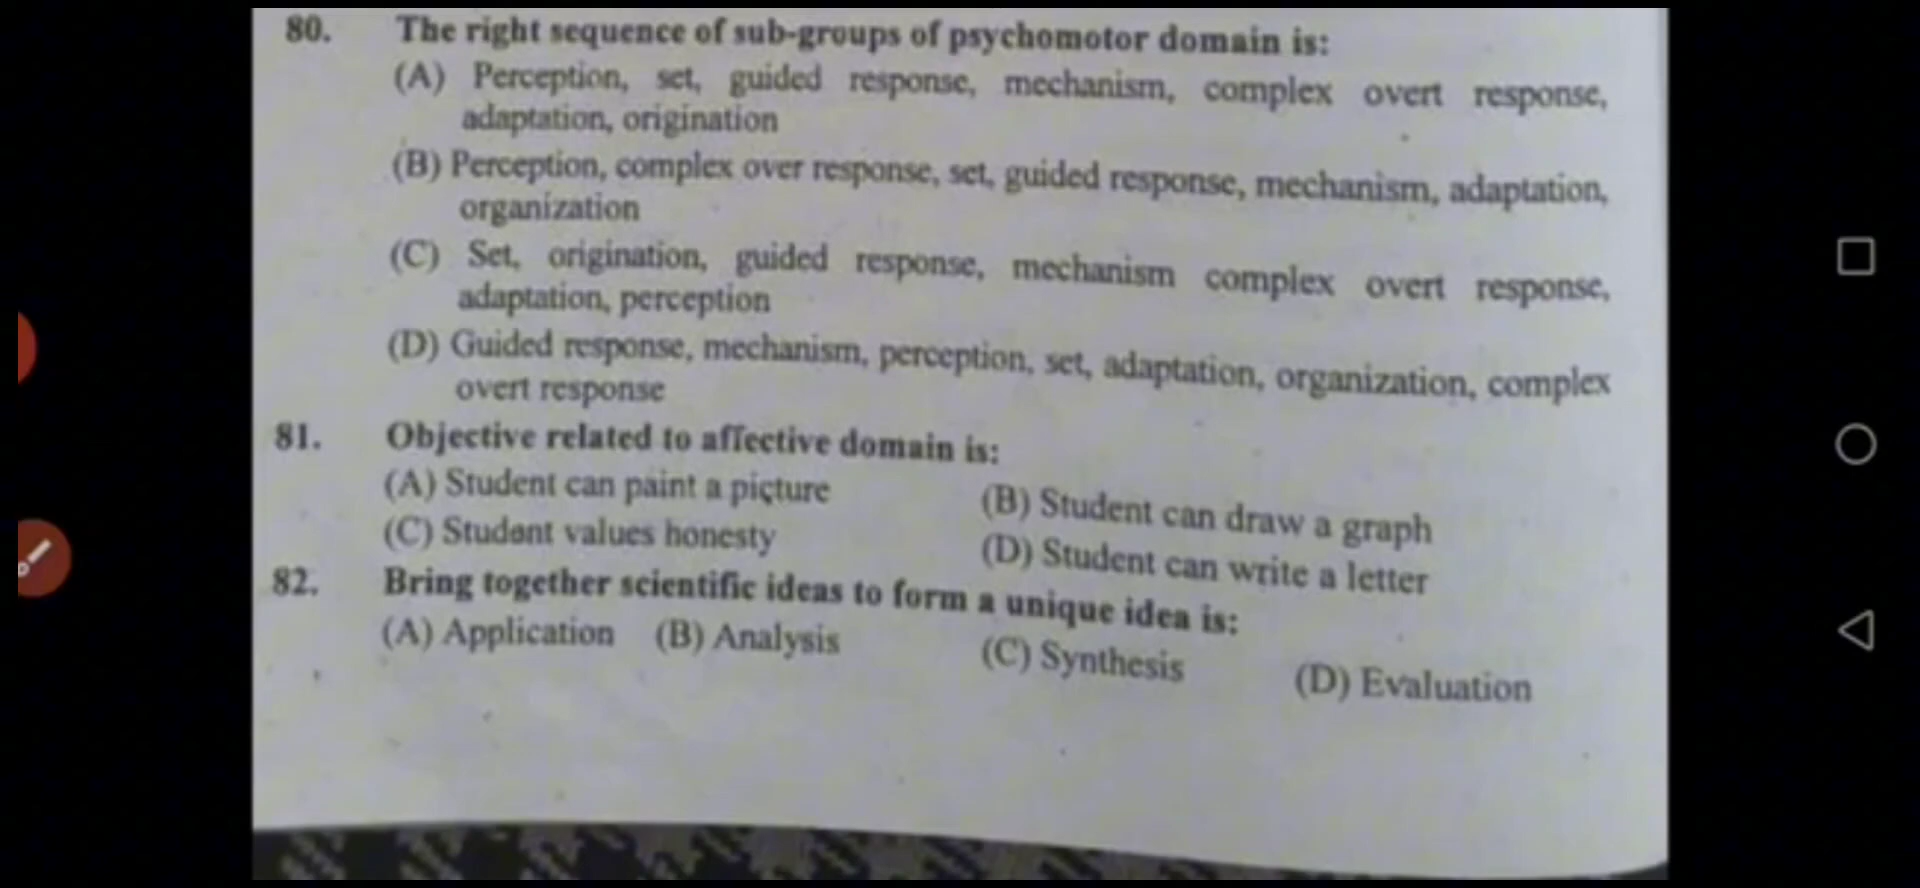 80. The right sequence of sub-groups of psychomotor domain is:
(A) Perception, set, guided response, mechanism, complex overt response,
adaptation, origination
(B) Perception, complex over response, set, guided response, mechanism, adaptation,
organization
(C) Set, origination, guided response, mechanism complex overt response,
adaptation, perception
(D) Guided response, mechanism, perception, set, adaptation, organization, complex
overt response
81. Objective related to affective domain is:
(A) Student can paint a picture (B) Student can draw a graph
(C) Student values honesty (D) Student can write a letter
82. Bring together scientific ideas to form a unique idea is:
(A) Application (B) Analysis (C) Synthesis (D) Evaluation